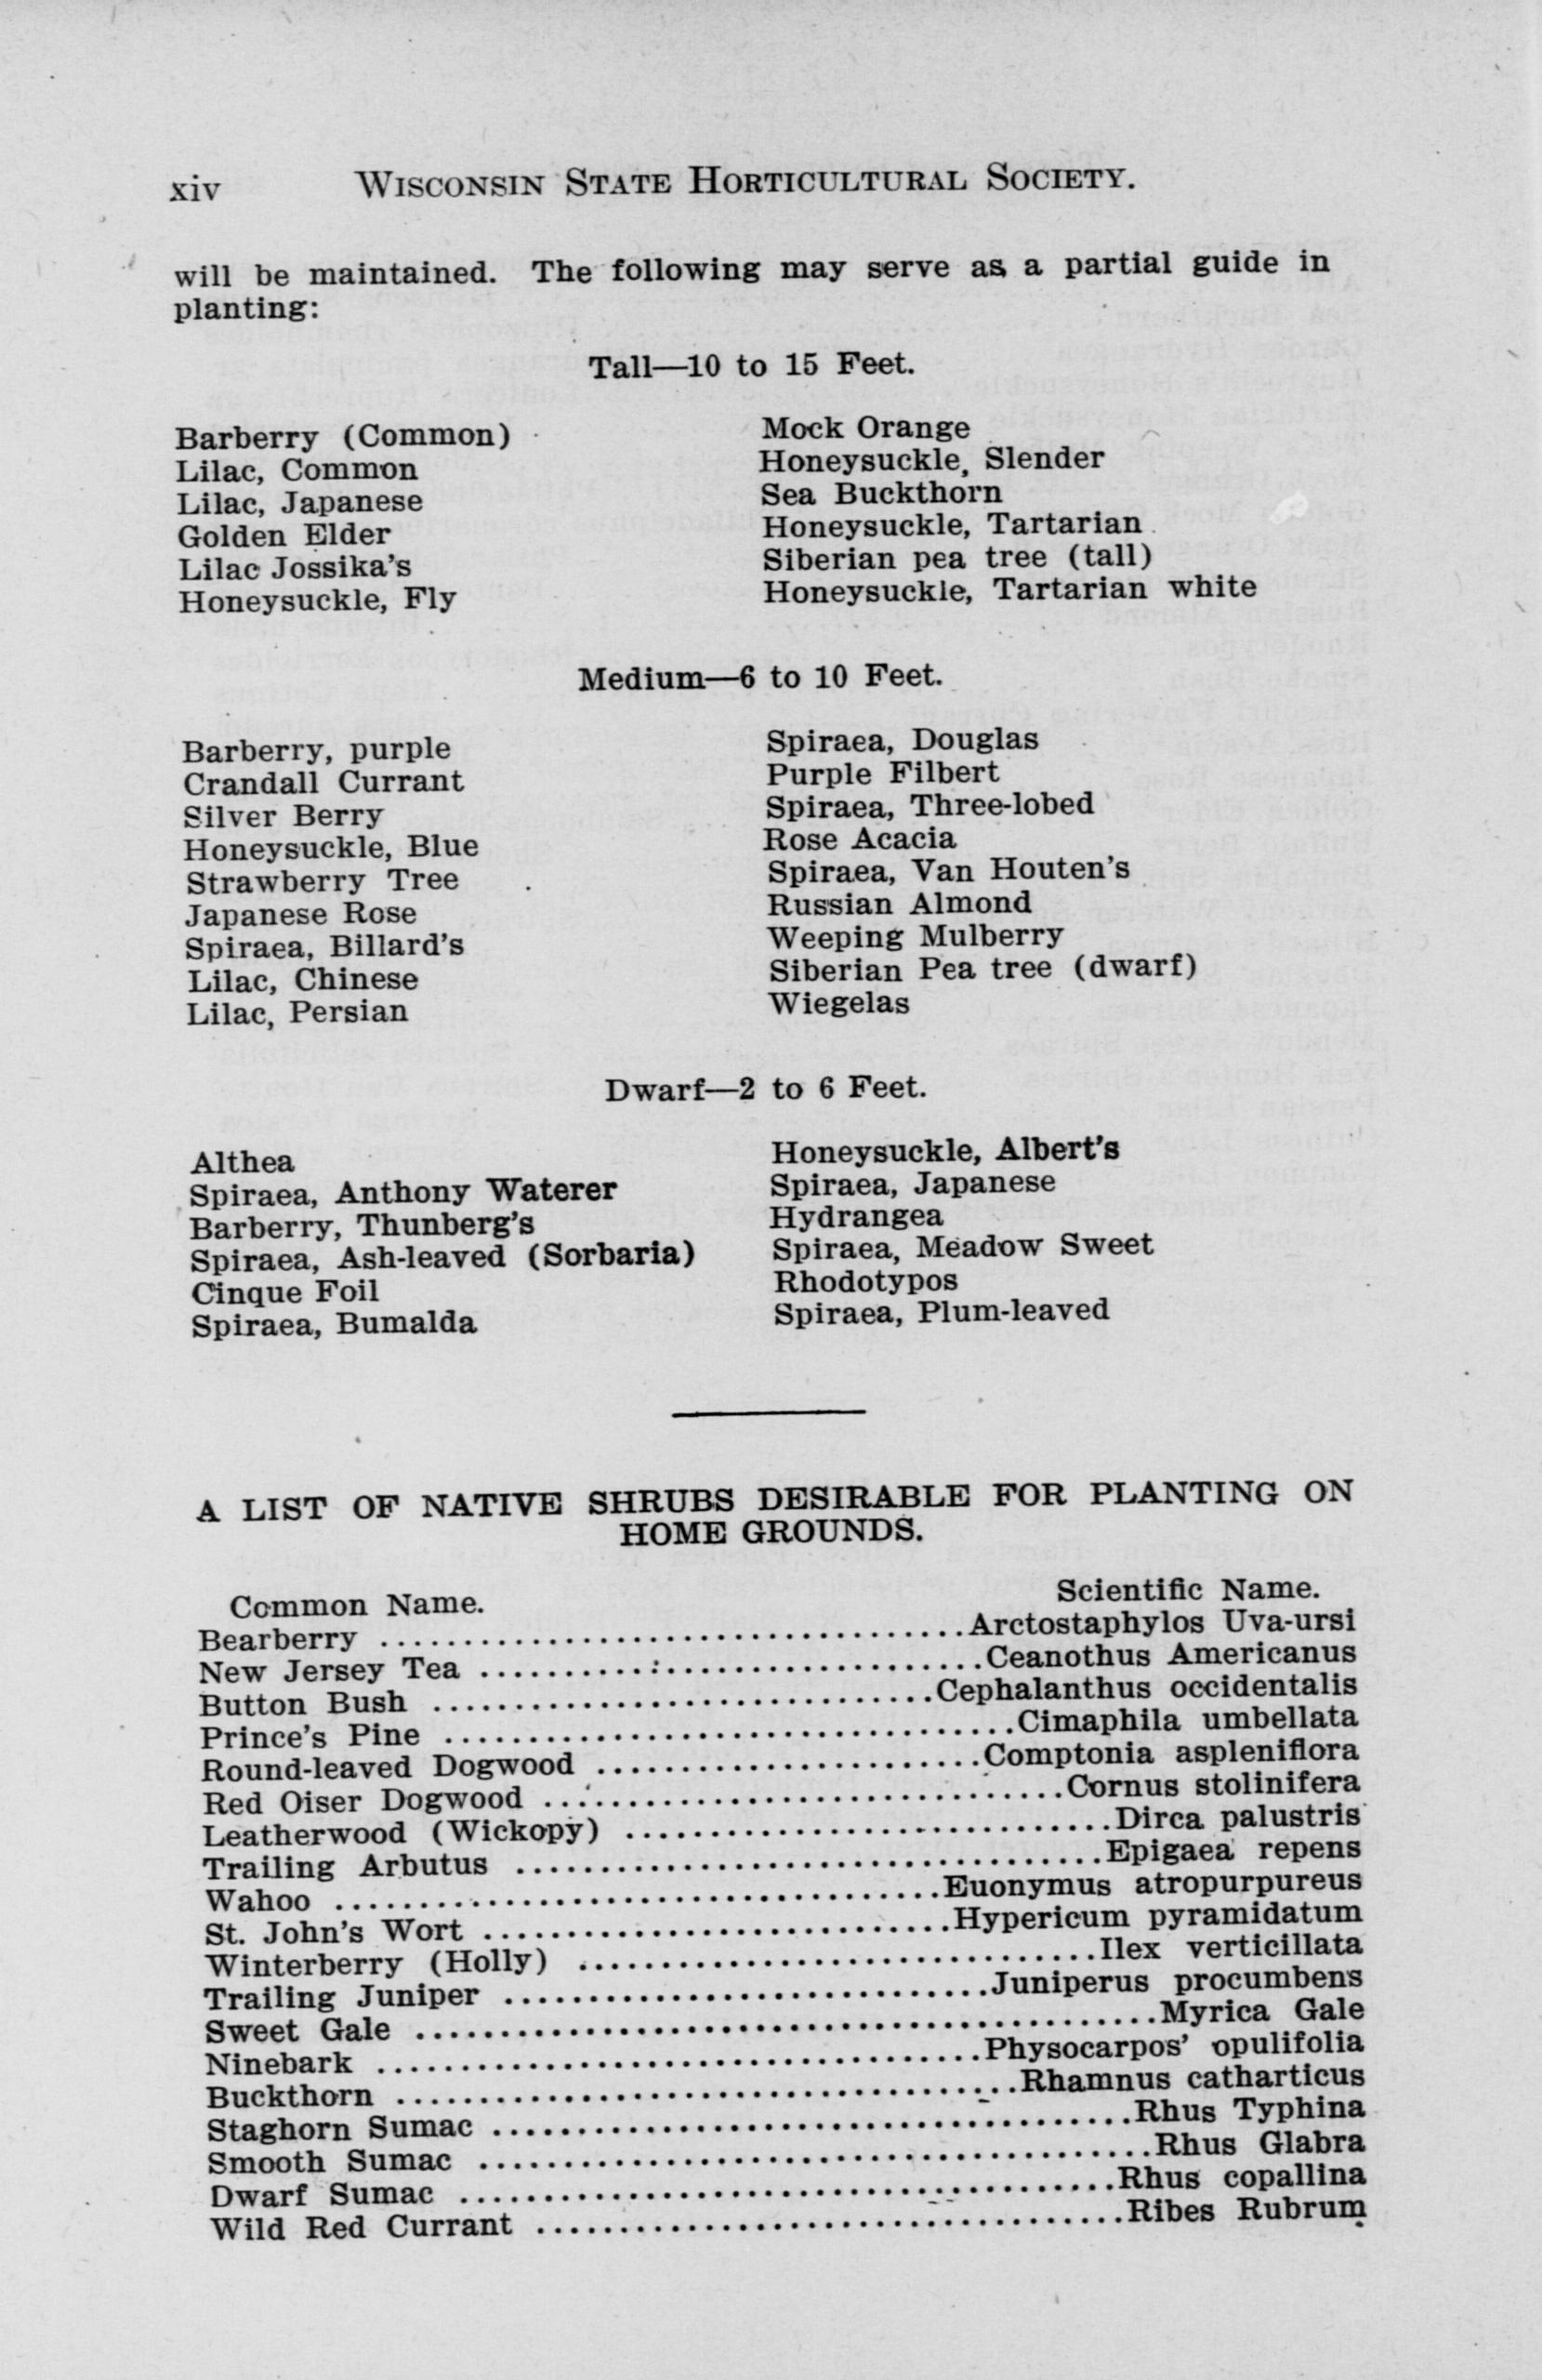 xiv WISCONSIN STATE HORTICULTURAL SOCIETY.
will be maintained. The following may serve as a partial guide in
planting:
Tall—10 to 15 Feet.
Barberry (Common)
Lilac, Common
Lilac, Japanese
Golden Elder
Lilac Jossika's
Honeysuckle, Fly
Mock Orange
Honeysuckle, Slender
Sea Buckthorn
Honeysuckle, Tartarian
Siberian pea tree (tall)
Honeysuckle, Tartarian white
Medium—6 to 10 Feet.
Barberry, purple
Crandall Currant
Silver Berry
Honeysuckle, Blue
Strawberry Tree
Japanese Rose
Spiraea, Billard's
Lilac, Chinese
Lilac, Persian
Spiraea, Douglas
Purple Filbert
Spiraea, Three-lobed
Rose Acacia
Spiraea, Van Houten's
Russian Almond
Weeping Mulberry
Siberian Pea tree (dwarf)
Wiegelas
Dwarf—2 to 6 Feet.
Althea
Spiraea, Anthony Waterer
Barberry, Thunberg's
Spiraea, Ash-leaved (Sorbaria)
Cinque Foil
Spiraea, Bumalda
Honeysuckle, Albert's
Spiraea, Japanese
Hydrangea
Spiraea, Meadow Sweet
Rhodotypos
Spiraea, Plum-leaved
A LIST OF NATIVE SHRUBS DESIRABLE FOR PLANTING ON
HOME GROUNDS.
Common Name. Scientific Name.
Bearberry ..... Arctostaphylos Uva-ursi
New Jersey Tea ..... Ceanothus Americanus
Button Bush ..... Cephalanthus occidentalis
Prince's Pine ..... Cimaphila umbellata
Round-leaved Dogwood ..... Comptonia aspleniflora
Red Oiser Dogwood ..... Cornus stolinifera
Leatherwood (Wickopy) ..... Dirca palustris
Trailing Arbutus ..... Epigaea repens
Wahoo ..... Euonymus atropurpureus
St. John's Wort ..... Hypericum pyramidatum
Winterberry (Holly) ..... Ilex verticillata
Trailing Juniper ..... Juniperus procumbens
Sweet Gale ..... Myrica Gale
Ninebark ..... Physocarpos' opulifolia
Buckthorn ..... Rhamnus catharticus
Staghorn Sumac ..... Rhus Typhina
Smooth Sumac ..... Rhus Glabra
Dwarf Sumac ..... Rhus copallina
Wild Red Currant ..... Ribes Rubrum